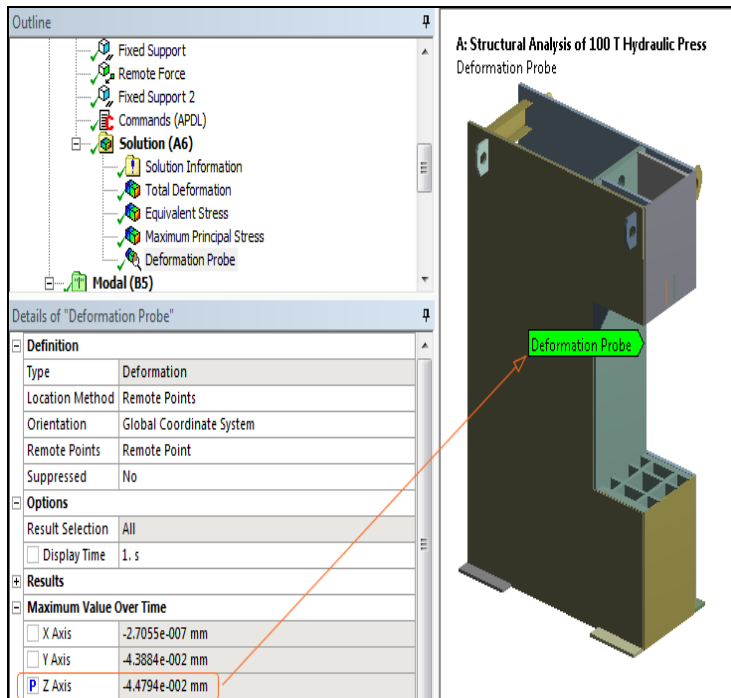 Outline
Fixed Support
Remote Force
Fixed Support 2
Commands (APDL)
Solution (A6)
Solution Information
Total Deformation
Equivalent Stress
Maximum Principal Stress
Deformation Probe
Modal (B5)
Details of "Deformation Probe"
Definition
Type Deformation
Location Method Remote Points
Orientation Global Coordinate System
Remote Points Remote Point
Suppressed No
Options
Result Selection All
Display Time 1. s
Results
Maximum Value Over Time
X Axis -2.7055e-007 mm
Y Axis -4.3884e-002 mm
P Z Axis -4.4794e-002 mm
A: Structural Analysis of 100 T Hydraulic Press
Deformation Probe
Deformation Probe